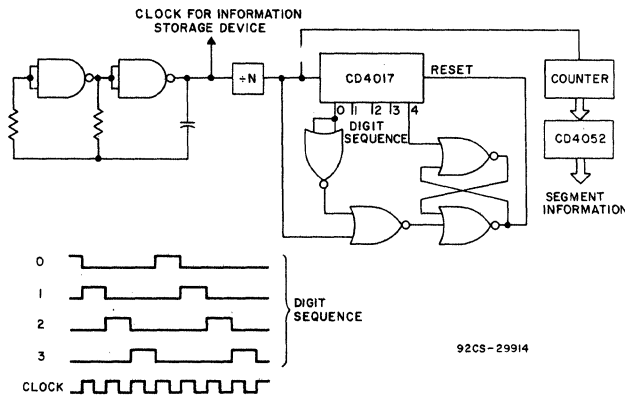 CLOCK FOR INFORMATION
STORAGE DEVICE
÷N
CD4017
RESET
0 1 2 3 4
DIGIT
SEQUENCE
COUNTER
CD4052
SEGMENT
INFORMATION
0
1
2
3
CLOCK
DIGIT
SEQUENCE
92CS-29914